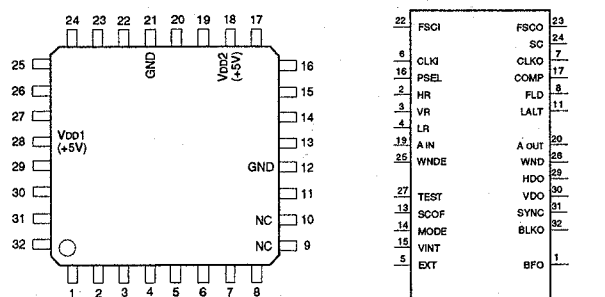 24 23 22 21 20 19 18 17
GND
VDD2
(+5V)
25
26
27
28
29
30
31
32
VDD1
(+5V)
16
15
14
13
GND 12
11
NC 10
NC 9
1 2 3 4 5 6 7 8
22 FSCI
6 CLKI
16 PSEL
2 HR
3 VR
4 LR
19 A IN
25 WNDE
27 TEST
13 SCOF
14 MODE
15 VINT
5 EXT
FSCO 23
SC 24
CLKO 7
COMP 17
FLD 8
LALT 11
A OUT 20
WND 26
HDO 29
VDO 30
SYNC 31
BLKO 32
BFO 1